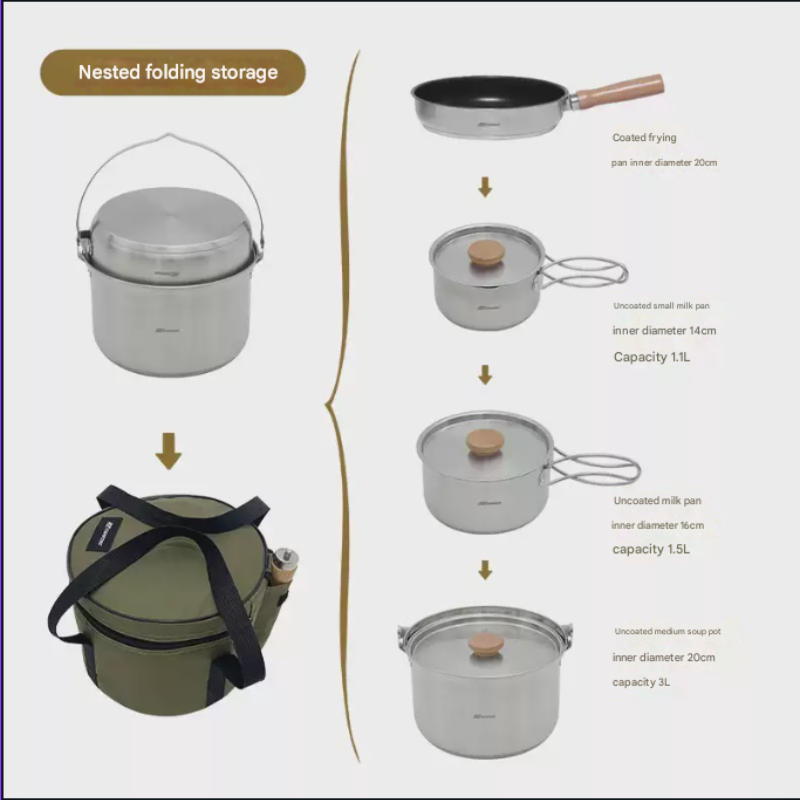 Nested folding storage
Coated frying
pan inner diameter 20cm
Uncoated small milk pan
inner diameter 14cm
Capacity 1.1L
Uncoated milk pan
inner diameter 16cm
capacity 1.5L
Uncoated medium soup pot
inner diameter 20cm
capacity 3L